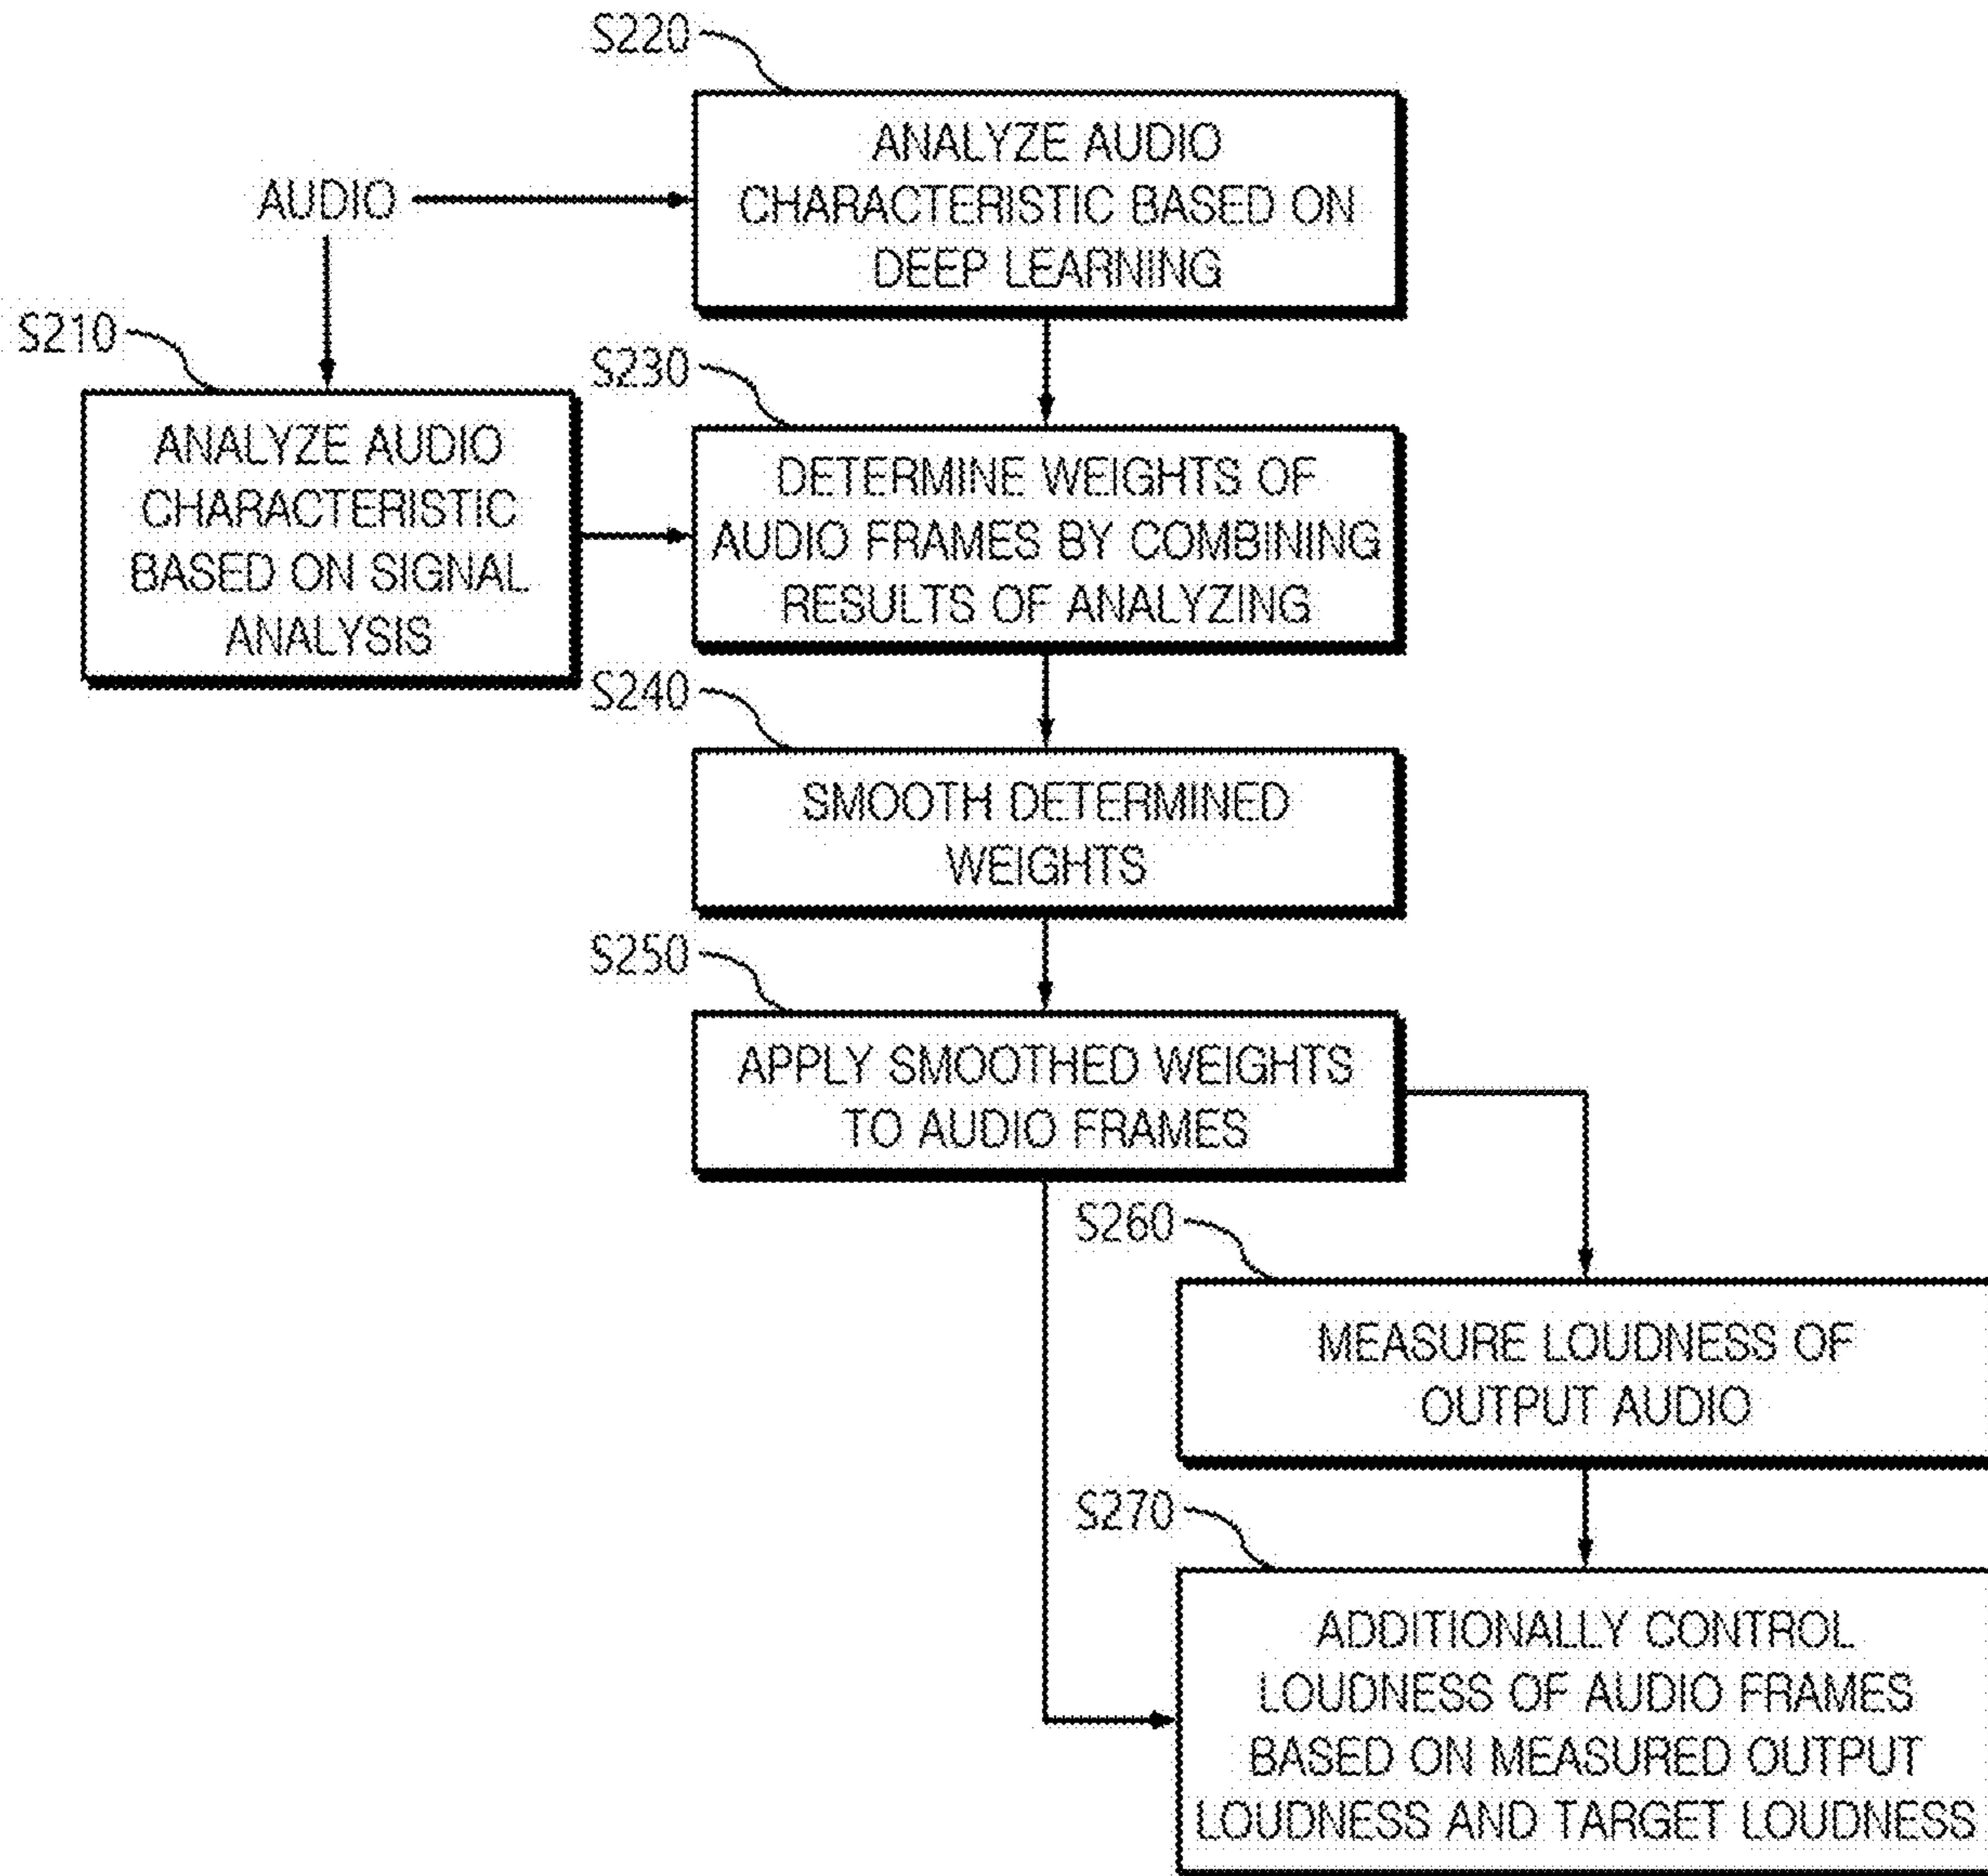 S220
ANALYZE AUDIO
CHARACTERISTIC BASED ON
DEEP LEARNING
AUDIO
S210
ANALYZE AUDIO
CHARACTERISTIC
BASED ON SIGNAL
ANALYSIS
S230
DETERMINE WEIGHTS OF
AUDIO FRAMES BY COMBINING
RESULTS OF ANALYZING
S240
SMOOTH DETERMINED
WEIGHTS
S250
APPLY SMOOTHED WEIGHTS
TO AUDIO FRAMES
S260
MEASURE LOUDNESS OF
OUTPUT AUDIO
S270
ADDITIONALLY CONTROL
LOUDNESS OF AUDIO FRAMES
BASED ON MEASURED OUTPUT
LOUDNESS AND TARGET LOUDNESS